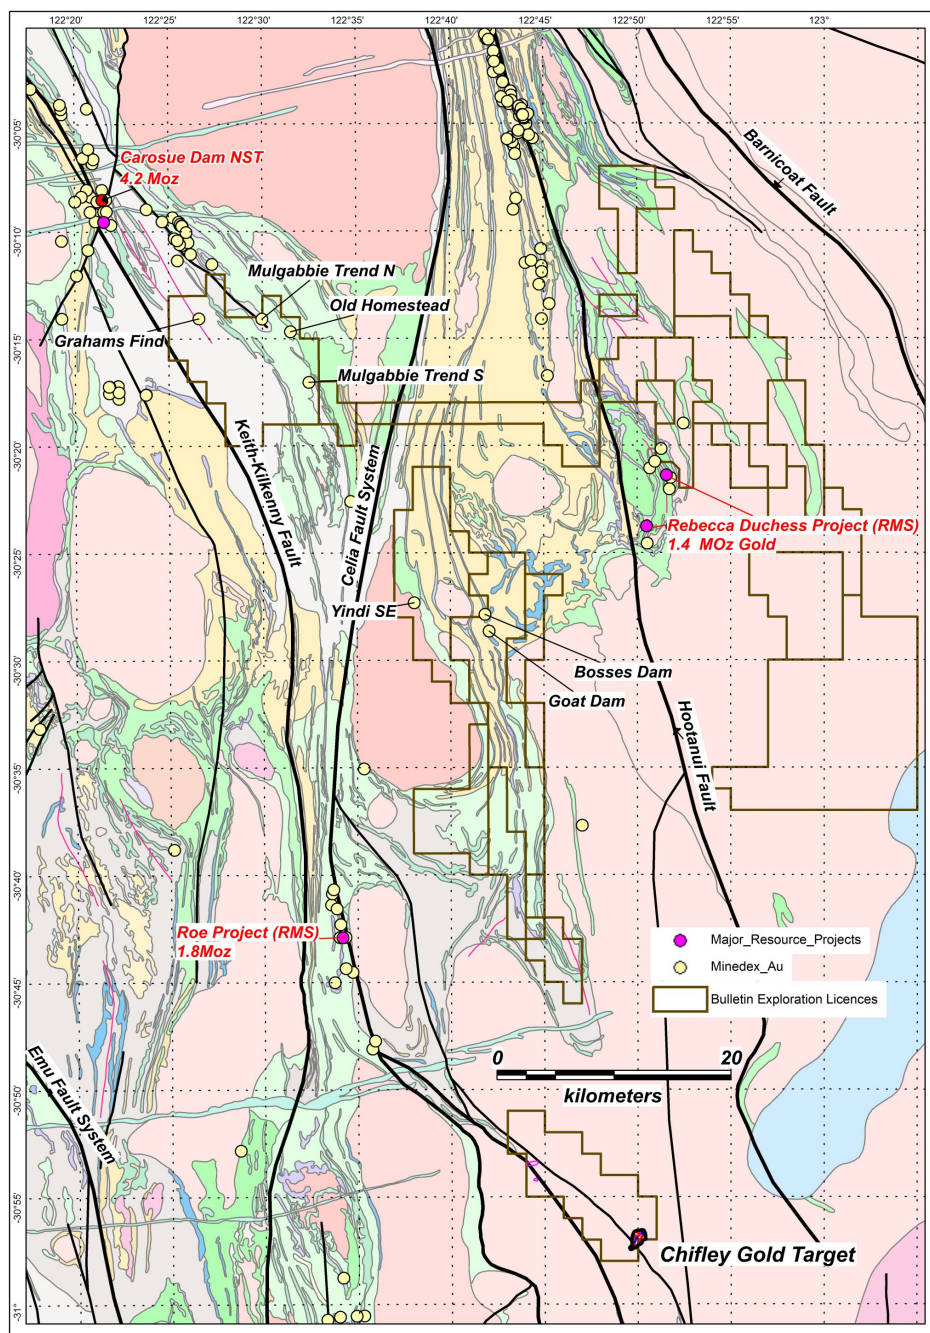 122°20' 122°25' 122°30' 122°35' 122°40' 122°45' 122°50' 122°55' 123°
30°05'
Barnicoat Fault
Carosue Dam NST
4.2 Moz
-30°10'
Mulgabbie Trend N
Old Homestead
Grahams Find
-30°15'
Mulgabbie Trend S
Keith-Kilkenny Fault
Celia Fault System
-30°20'
Rebecca Duchess Project (RMS)
1.4 MOz Gold
-30°25'
Yindi SE
Bosses Dam
Goat Dam
-30°30'
Hootanui Fault
-30°35'
-30°40'
Roe Project (RMS)
1.8Moz
Major_Resource_Projects
Minedex_Au
Bulletin Exploration Licences
-30°45'
0 20
kilometers
-30°50'
Emu Fault System
-30°55'
Chifley Gold Target
-31°